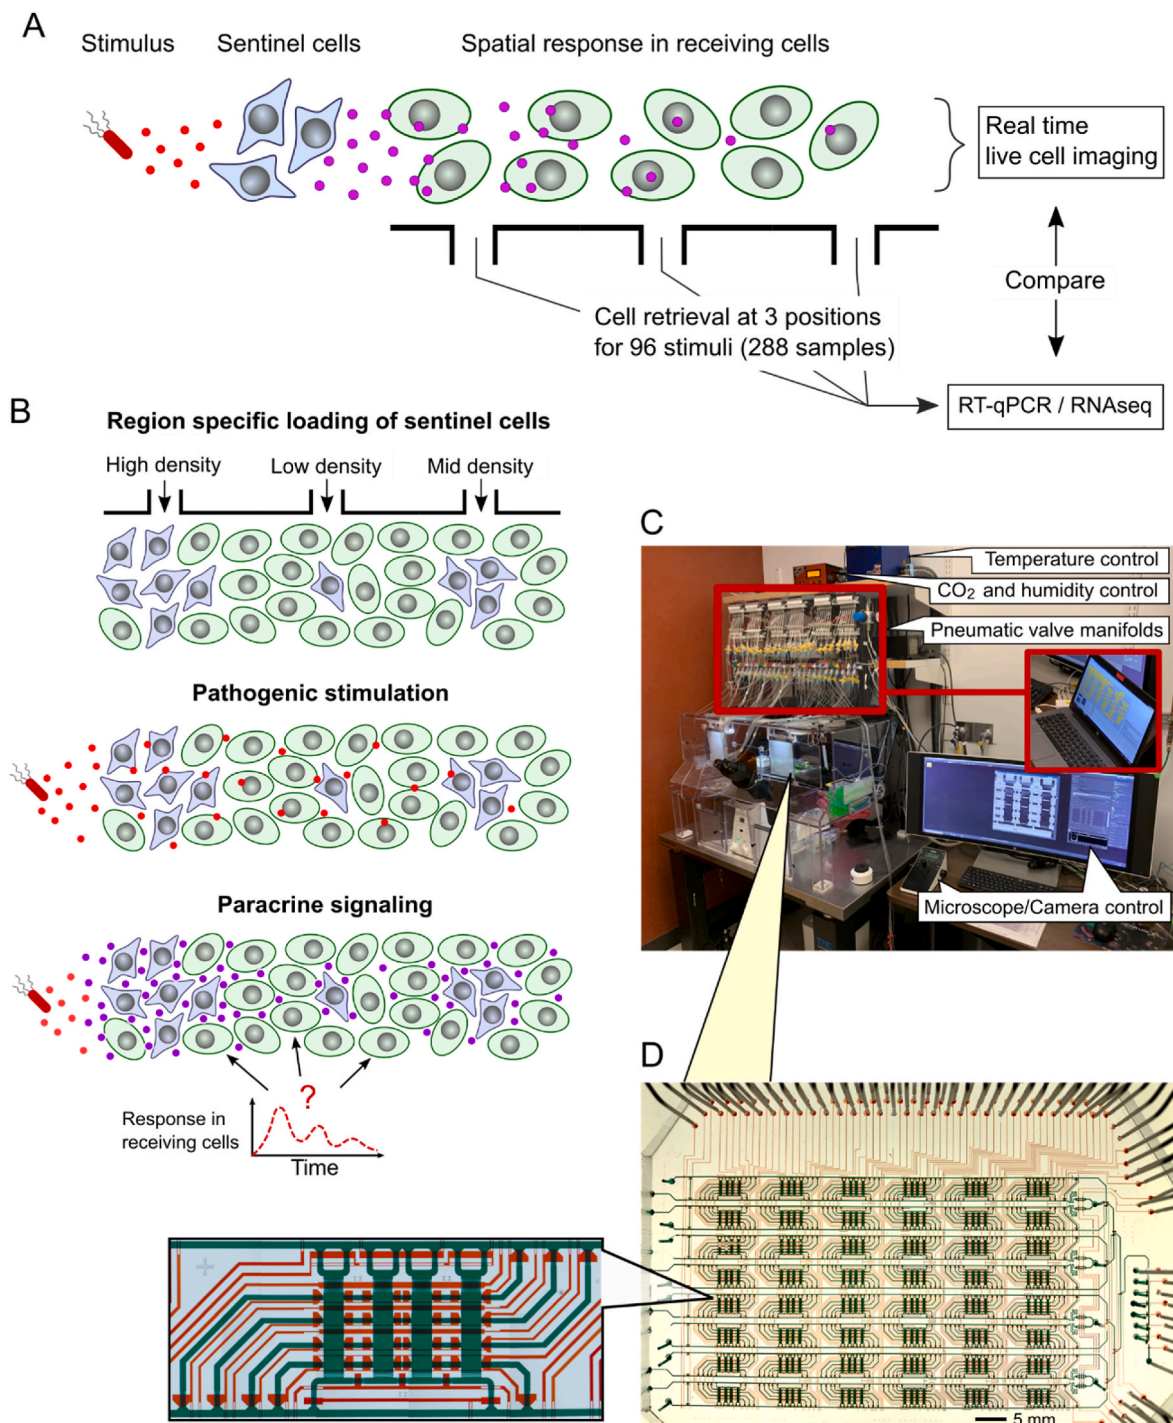 A
Stimulus
Sentinel cells
Spatial response in receiving cells
Real time
live cell imaging
Compare
Cell retrieval at 3 positions
for 96 stimuli (288 samples)
RT-qPCR / RNAseq
B
Region specific loading of sentinel cells
High density
Low density
Mid density
Pathogenic stimulation
Paracrine signaling
?
Response in
receiving cells
Time
C
Temperature control
CO₂ and humidity control
Pneumatic valve manifolds
Microscope/Camera control
D
5 mm